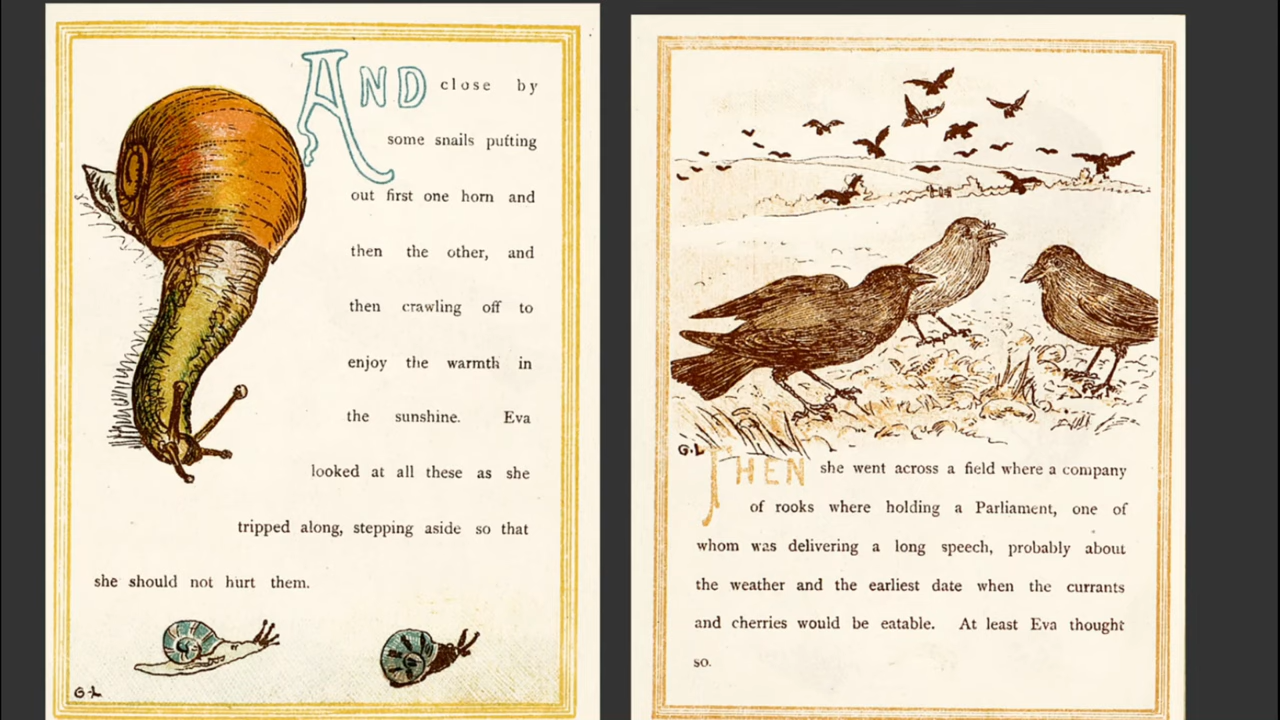 AND close by
some snails putting
out first one horn and
then the other, and
then crawling off to
enjoy the warmth in
the sunshine. Eva
looked at all these as she
tripped along, stepping aside so that
she should not hurt them.
G.L
G.L
THEN she went across a field where a company
of rooks where holding a Parliament, one of
whom was delivering a long speech, probably about
the weather and the earliest date when the currants
and cherries would be eatable. At least Eva thought
so.